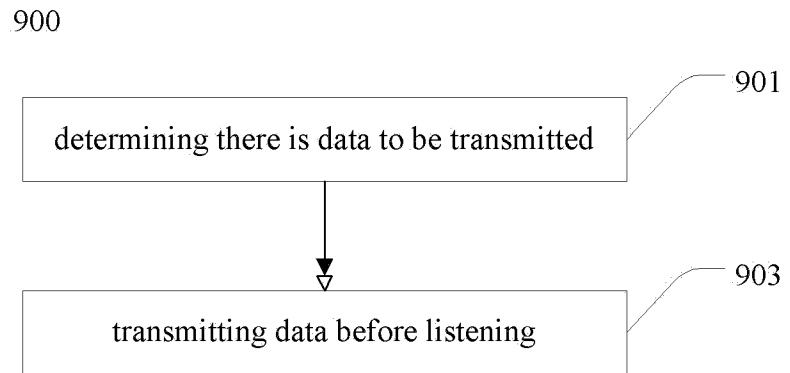 900
901
determining there is data to be transmitted
903
transmitting data before listening